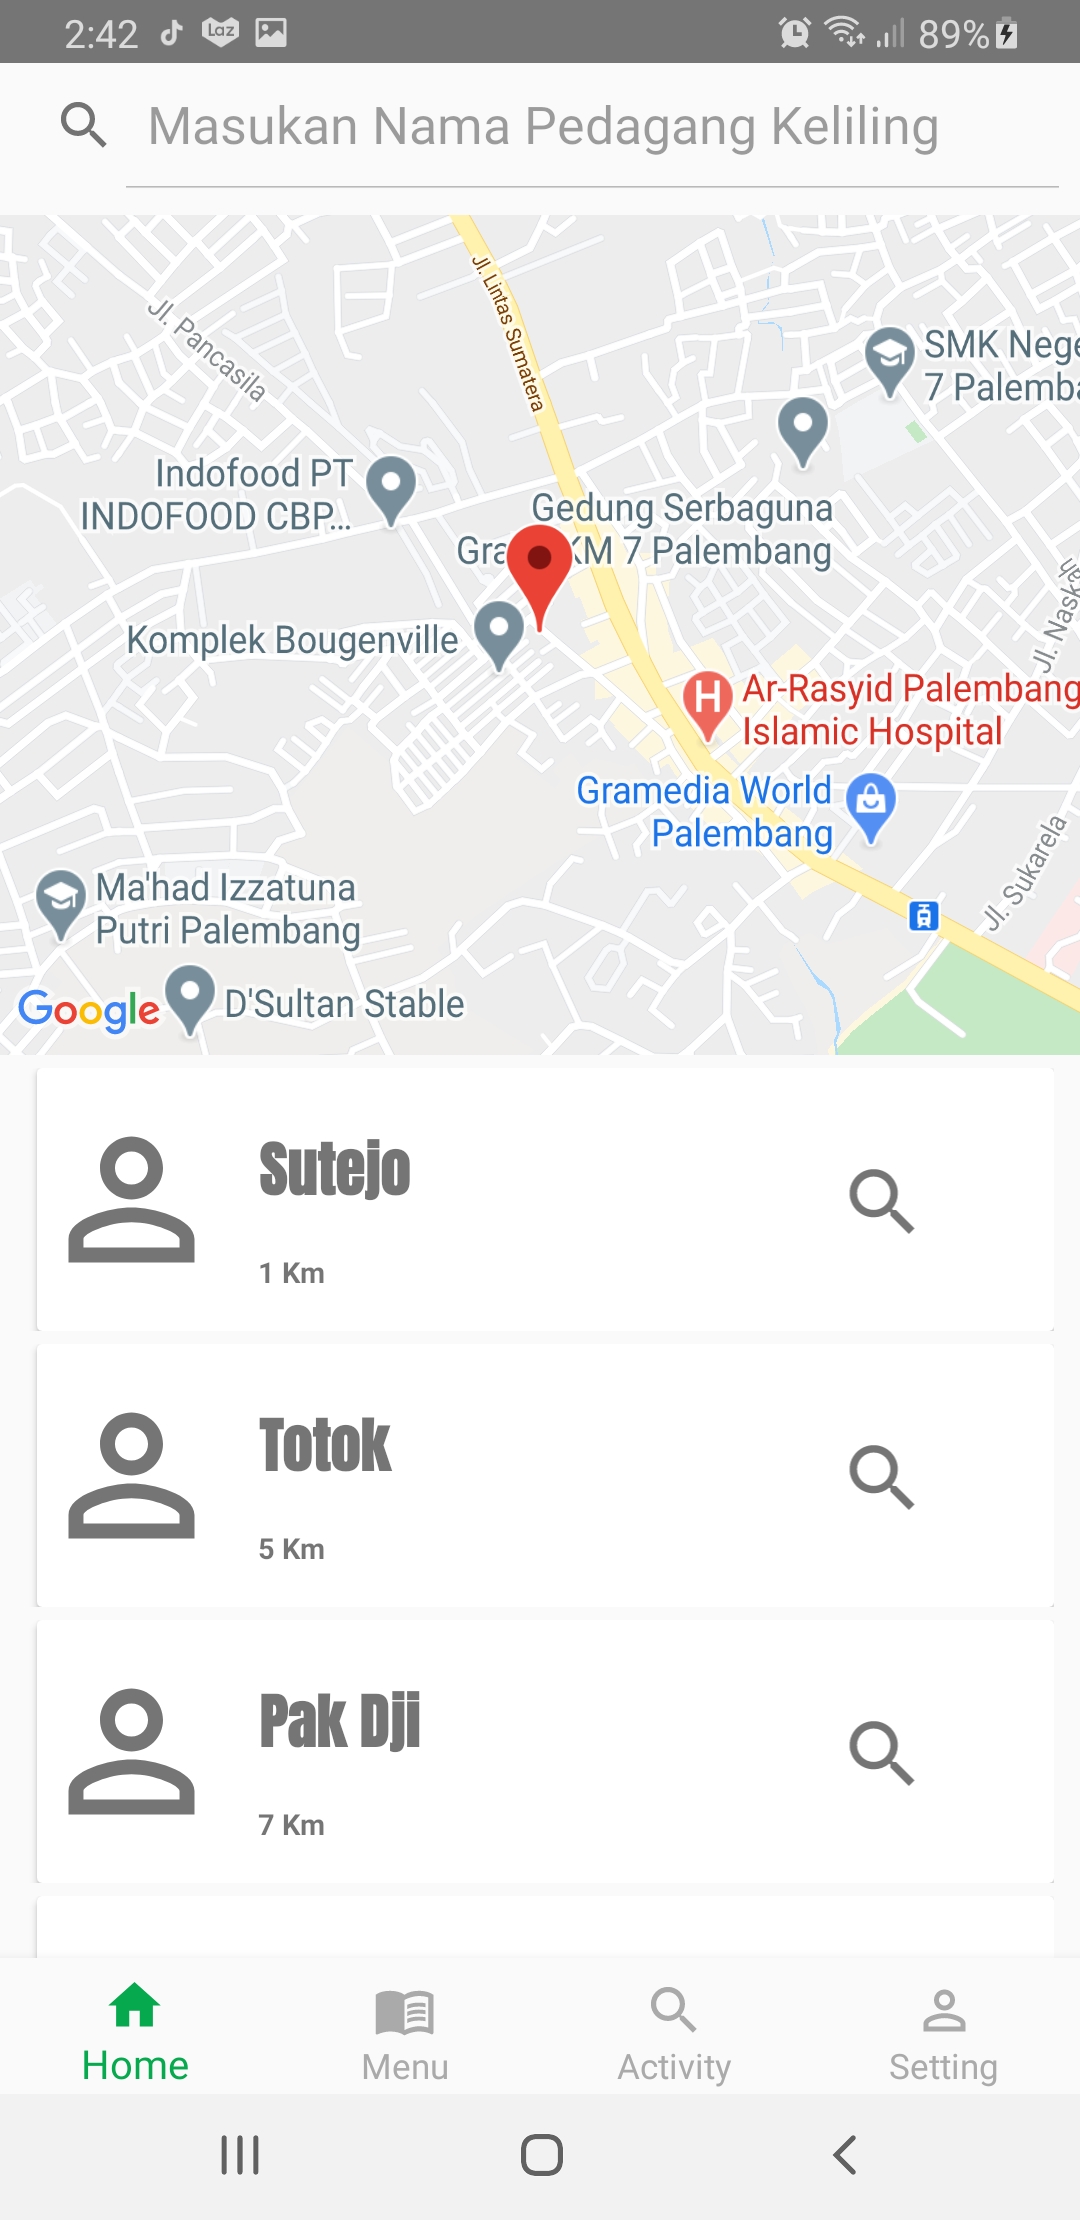 2:42
Laz
89%
Masukan Nama Pedagang Keliling
Jl. Lintas Sumatera
Jl. Pancasila
SMK Nege
7 Palemba
Indofood PT
INDOFOOD CBP...
Gedung Serbaguna
Gra KM 7 Palembang
Komplek Bougenville
Jl. Nask
Ar-Rasyid Palembang
Islamic Hospital
H
Gramedia World
Palembang
Jl. Sukarela
Ma'had Izzatuna
Putri Palembang
Google
D'Sultan Stable
Sutejo
1 Km
Totok
5 Km
Pak Dji
7 Km
Home
Menu
Activity
Setting